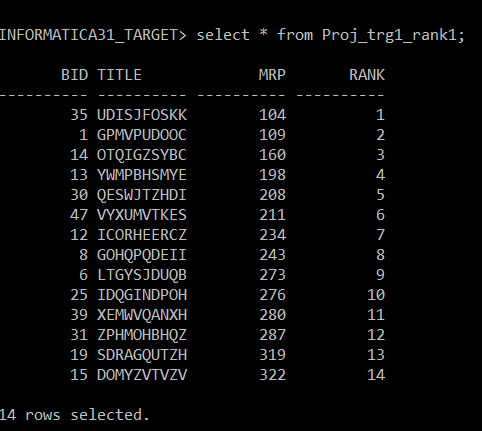 INFORMATICA31_TARGET> select * from Proj_trg1_rank1;
BID TITLE MRP RANK
---------- ---------- ---------- ----------
35 UDISJFOSKK 104 1
1 GPMVPUDOOC 109 2
14 OTQIGZSYBC 160 3
13 YWMPBHSMYE 198 4
30 QESWJTZHDI 208 5
47 VYXUMVTKES 211 6
12 ICORHEERCZ 234 7
8 GOHQPQDEII 243 8
6 LTGYSJDUQB 273 9
25 IDQGINDPOH 276 10
39 XEMWVQANXH 280 11
31 ZPHMOHBHQZ 287 12
19 SDRAGQUTZH 319 13
15 DOMYZVTVZV 322 14
14 rows selected.